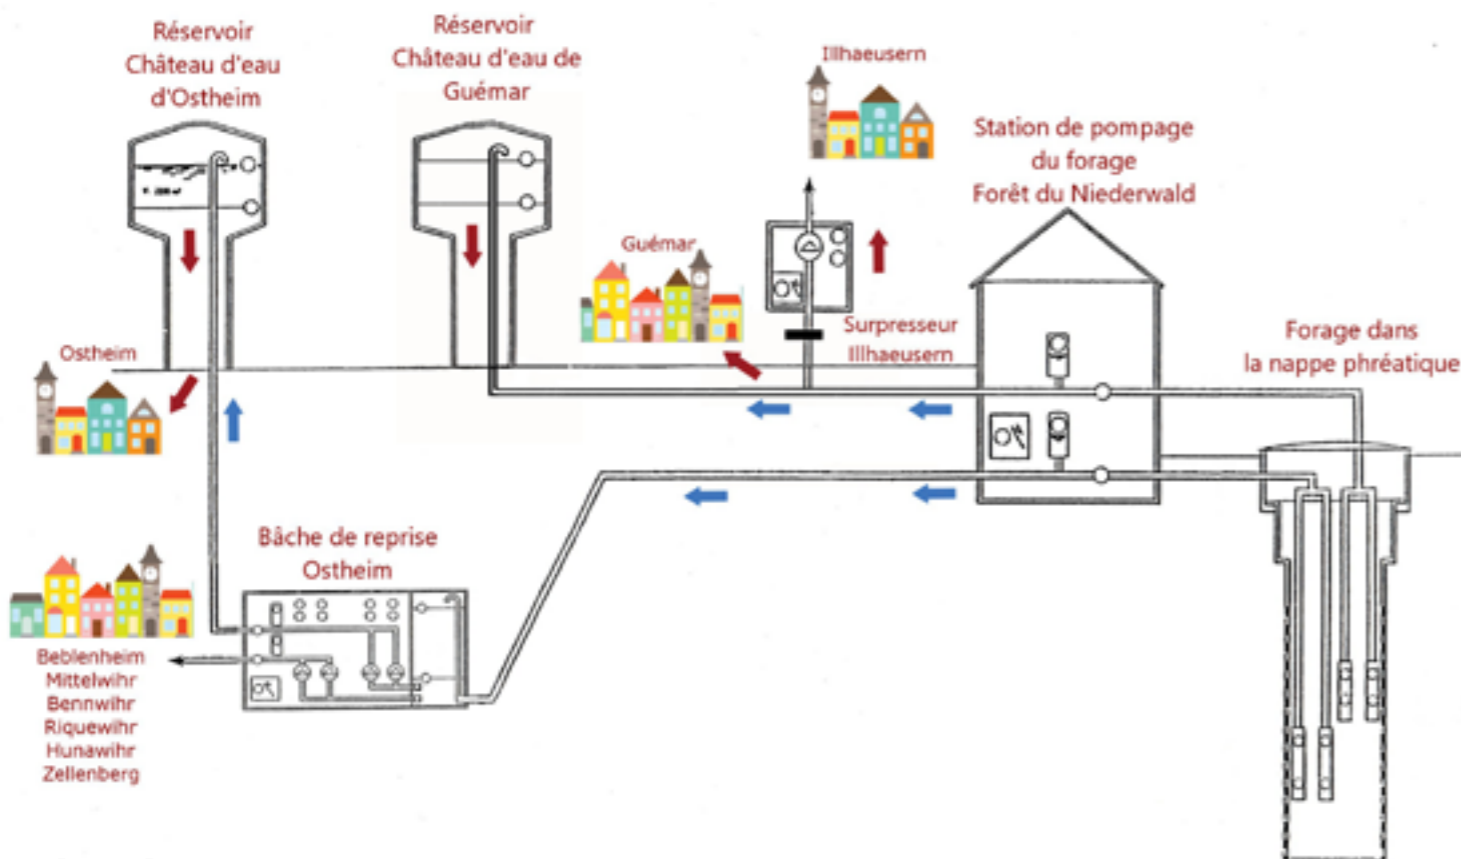 Réservoir
Château d'eau
d'Ostheim
Réservoir
Château d'eau de
Guémar
Illhaeusern
Station de pompage
du forage
Forêt du Niederwald
Guémar
Surpresseur
Illhaeusern
Forage dans
la nappe phréatique
Ostheim
Bâche de reprise
Ostheim
Beblenheim
Mittelwihr
Bennwihr
Riquewihr
Hunawihr
Zellenberg